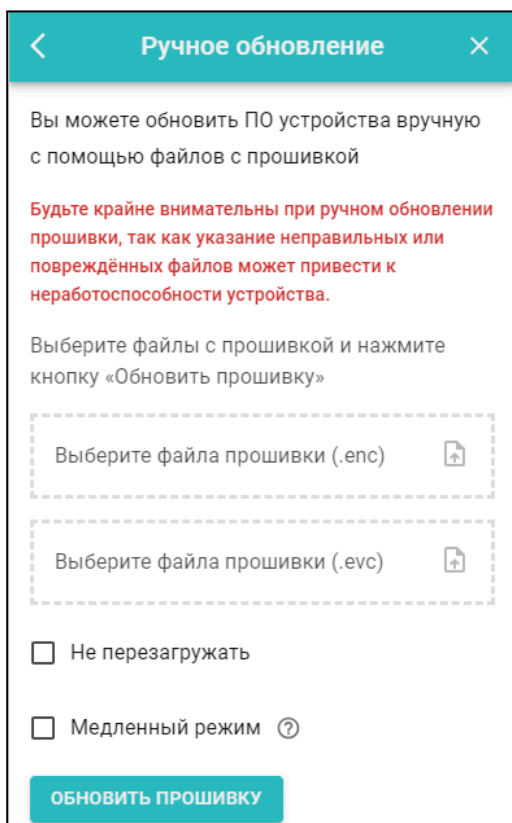 Ручное обновление
Вы можете обновить ПО устройства вручную
с помощью файлов с прошивкой
Будьте крайне внимательны при ручном обновлении
прошивки, так как указание неправильных или
повреждённых файлов может привести к
неработоспособности устройства.
Выберите файлы с прошивкой и нажмите
кнопку «Обновить прошивку»
Выберите файла прошивки (.enc)
Выберите файла прошивки (.evc)
Не перезагружать
Медленный режим ?
ОБНОВИТЬ ПРОШИВКУ